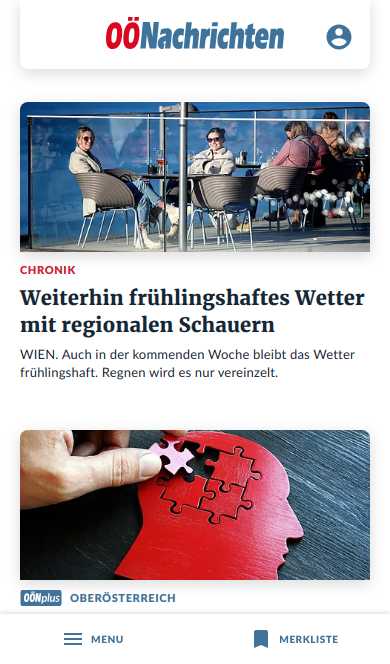 OÖNachrichten
CHRONIK
Weiterhin frühlingshaftes Wetter
mit regionalen Schauern
WIEN. Auch in der kommenden Woche bleibt das Wetter
frühlingshaft. Regnen wird es nur vereinzelt.
OÖNplus OBERÖSTERREICH
MENU MERKLISTE